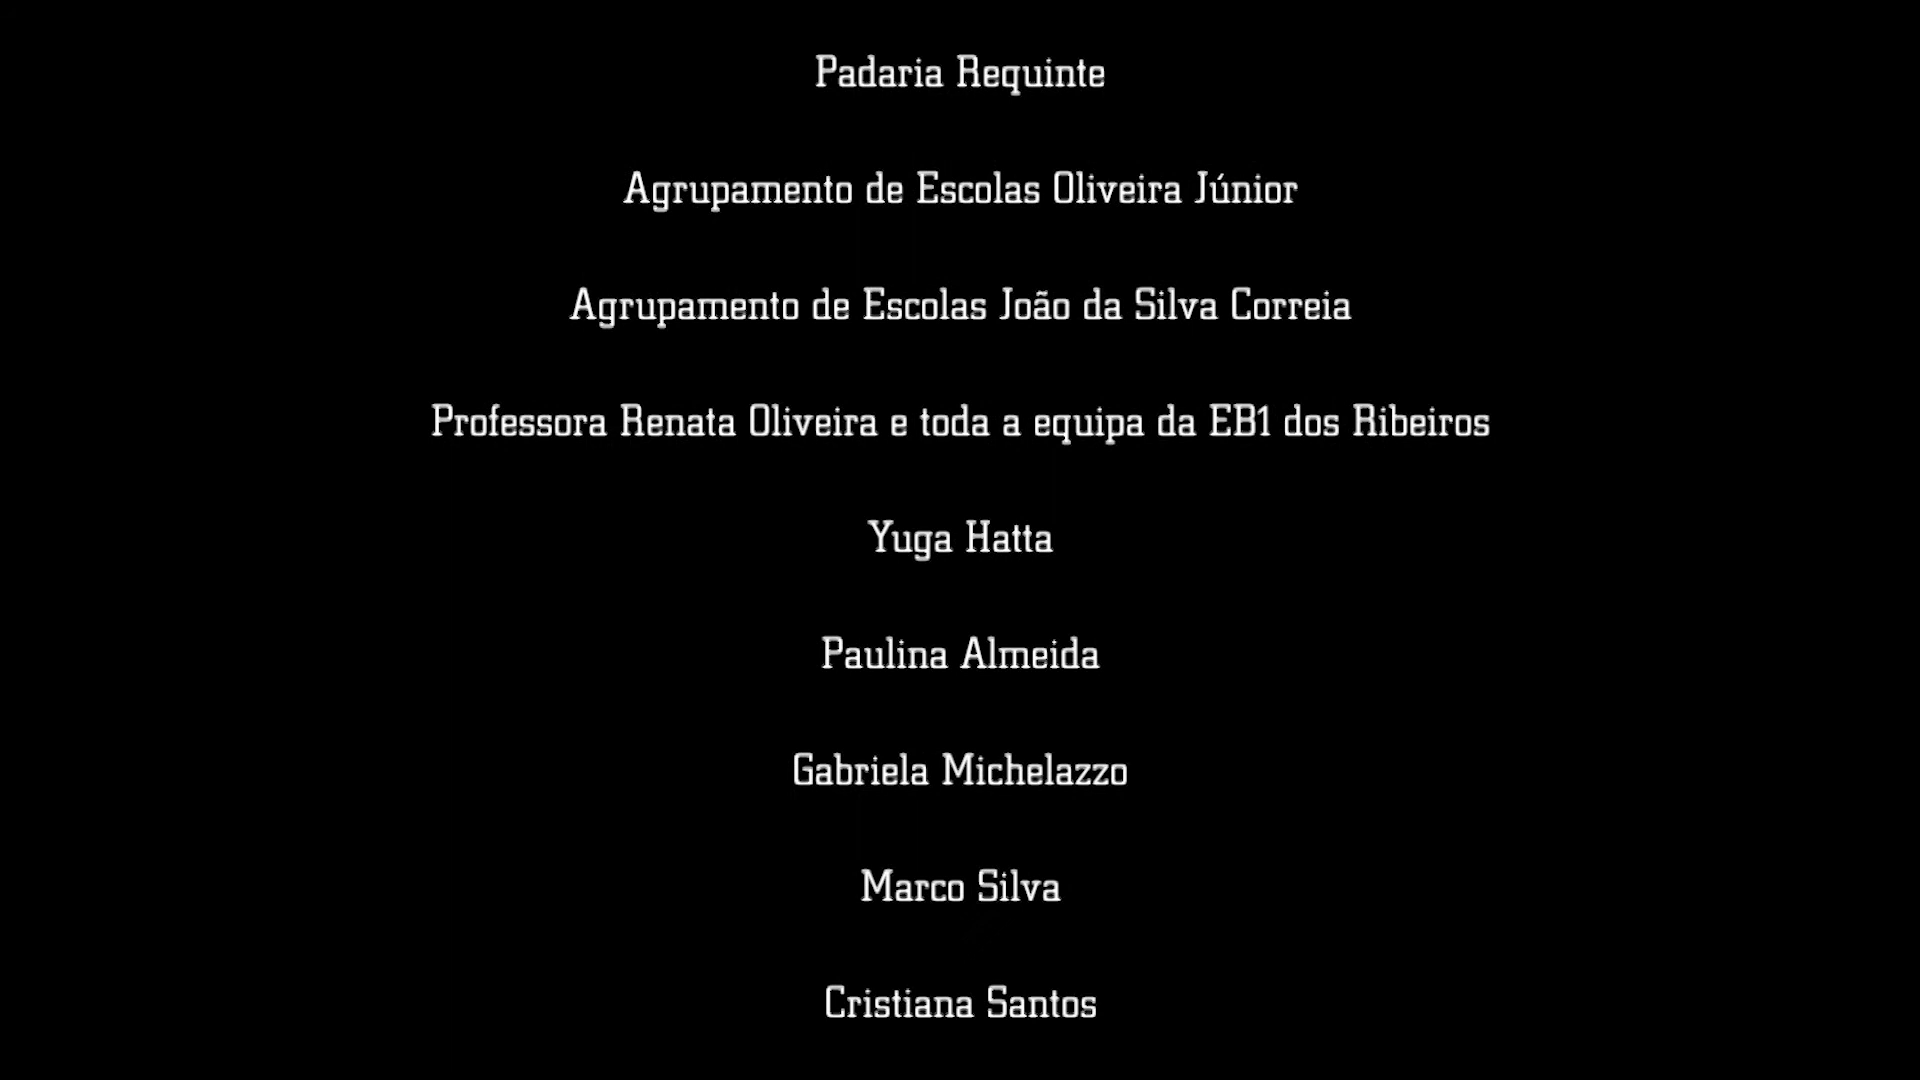 Padaria Requinte
Agrupamento de Escolas Oliveira Júnior
Agrupamento de Escolas João da Silva Correia
Professora Renata Oliveira e toda a equipa da EB1 dos Ribeiros
Yuga Hatta
Paulina Almeida
Gabriela Michelazzo
Marco Silva
Cristiana Santos